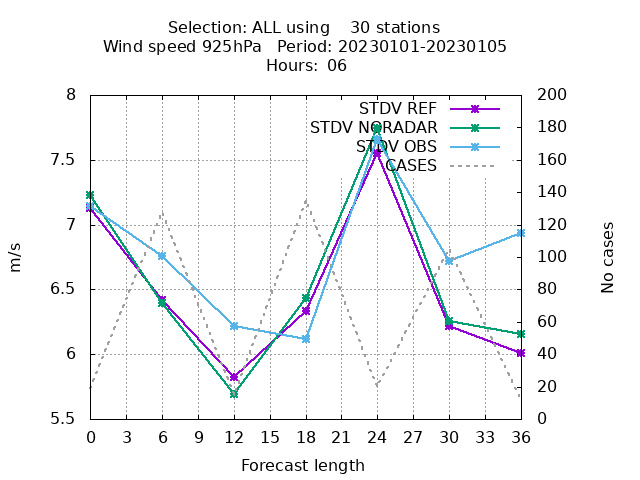 Selection: ALL using    30 stations
Wind speed 925hPa   Period: 20230101-20230105
Hours:  06
STDV REF
STDV NORADAR
STDV OBS
CASES
8
7.5
7
6.5
6
5.5
m/s
200
180
160
140
120
100
80
60
40
20
0
No cases
0 3 6 9 12 15 18 21 24 27 30 33 36
Forecast length